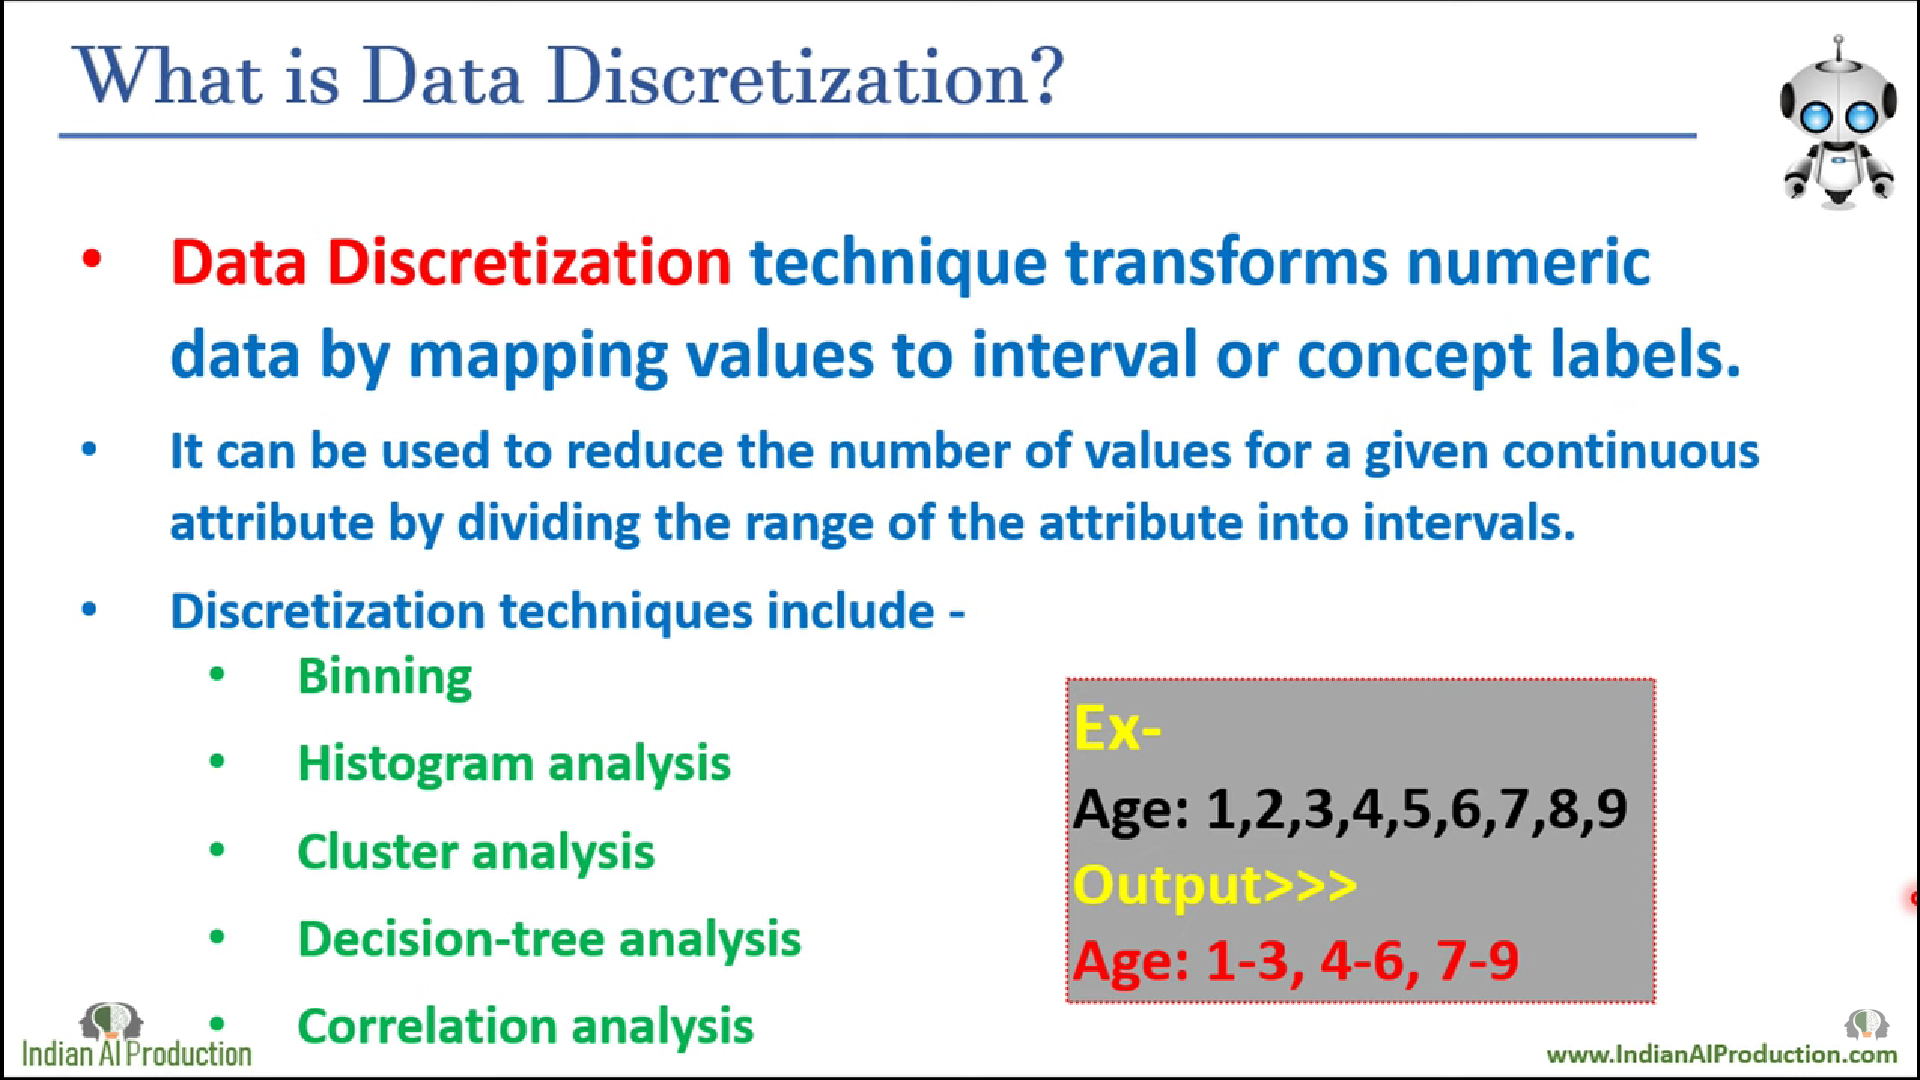 What is Data Discretization?
• Data Discretization technique transforms numeric
data by mapping values to interval or concept labels.
• It can be used to reduce the number of values for a given continuous
attribute by dividing the range of the attribute into intervals.
• Discretization techniques include -
• Binning
• Histogram analysis
• Cluster analysis
• Decision-tree analysis
• Correlation analysis
Ex-
Age: 1,2,3,4,5,6,7,8,9
Output>>>
Age: 1-3, 4-6, 7-9
Indian AI Production
www.IndianAIProduction.com